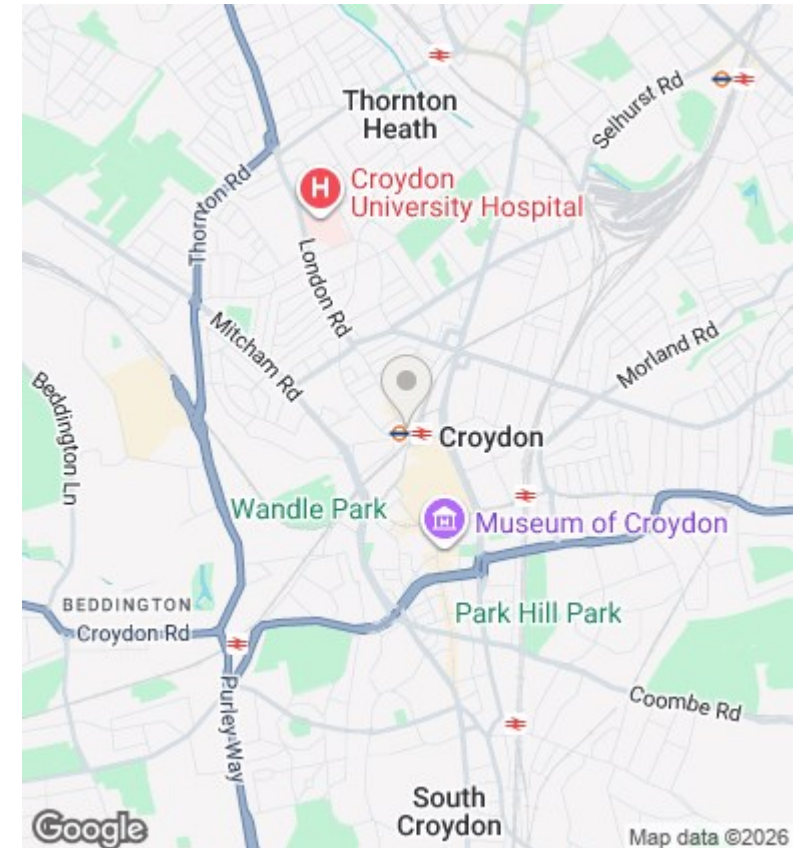 Thornton
Heath
Selhurst Rd
Croydon
University Hospital
Thornton Rd
London Rd
Mitcham Rd
Morland Rd
Beddington Ln
Croydon
Wandle Park
Museum of Croydon
BEDDINGTON
Croydon Rd
Park Hill Park
Purley Way
Coombe Rd
South
Croydon
Google
Map data ©2026